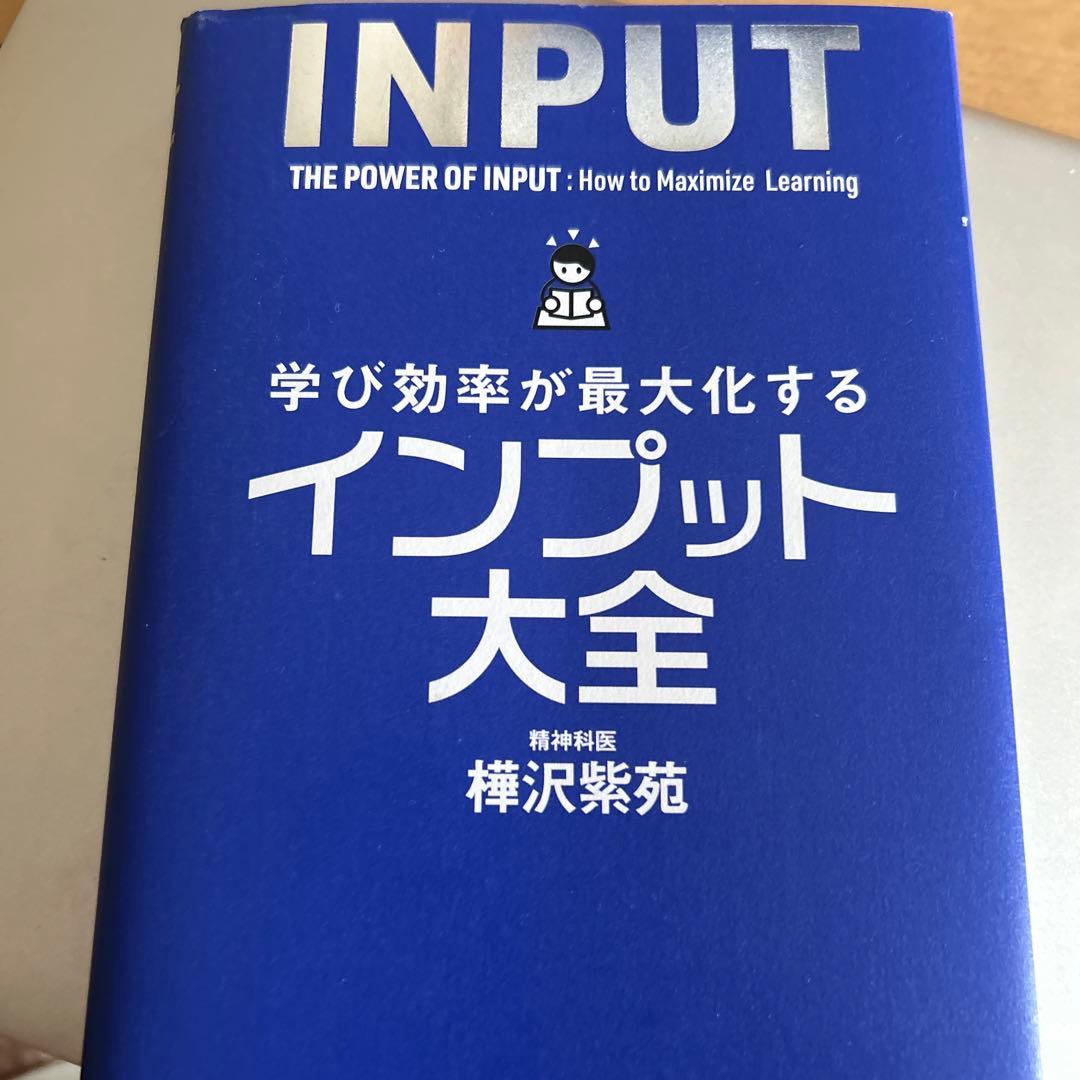 INPUT
THE POWER OF INPUT : How to Maximize Learning
学び効率が最大化する
インプット
大全
精神科医
樺沢紫苑